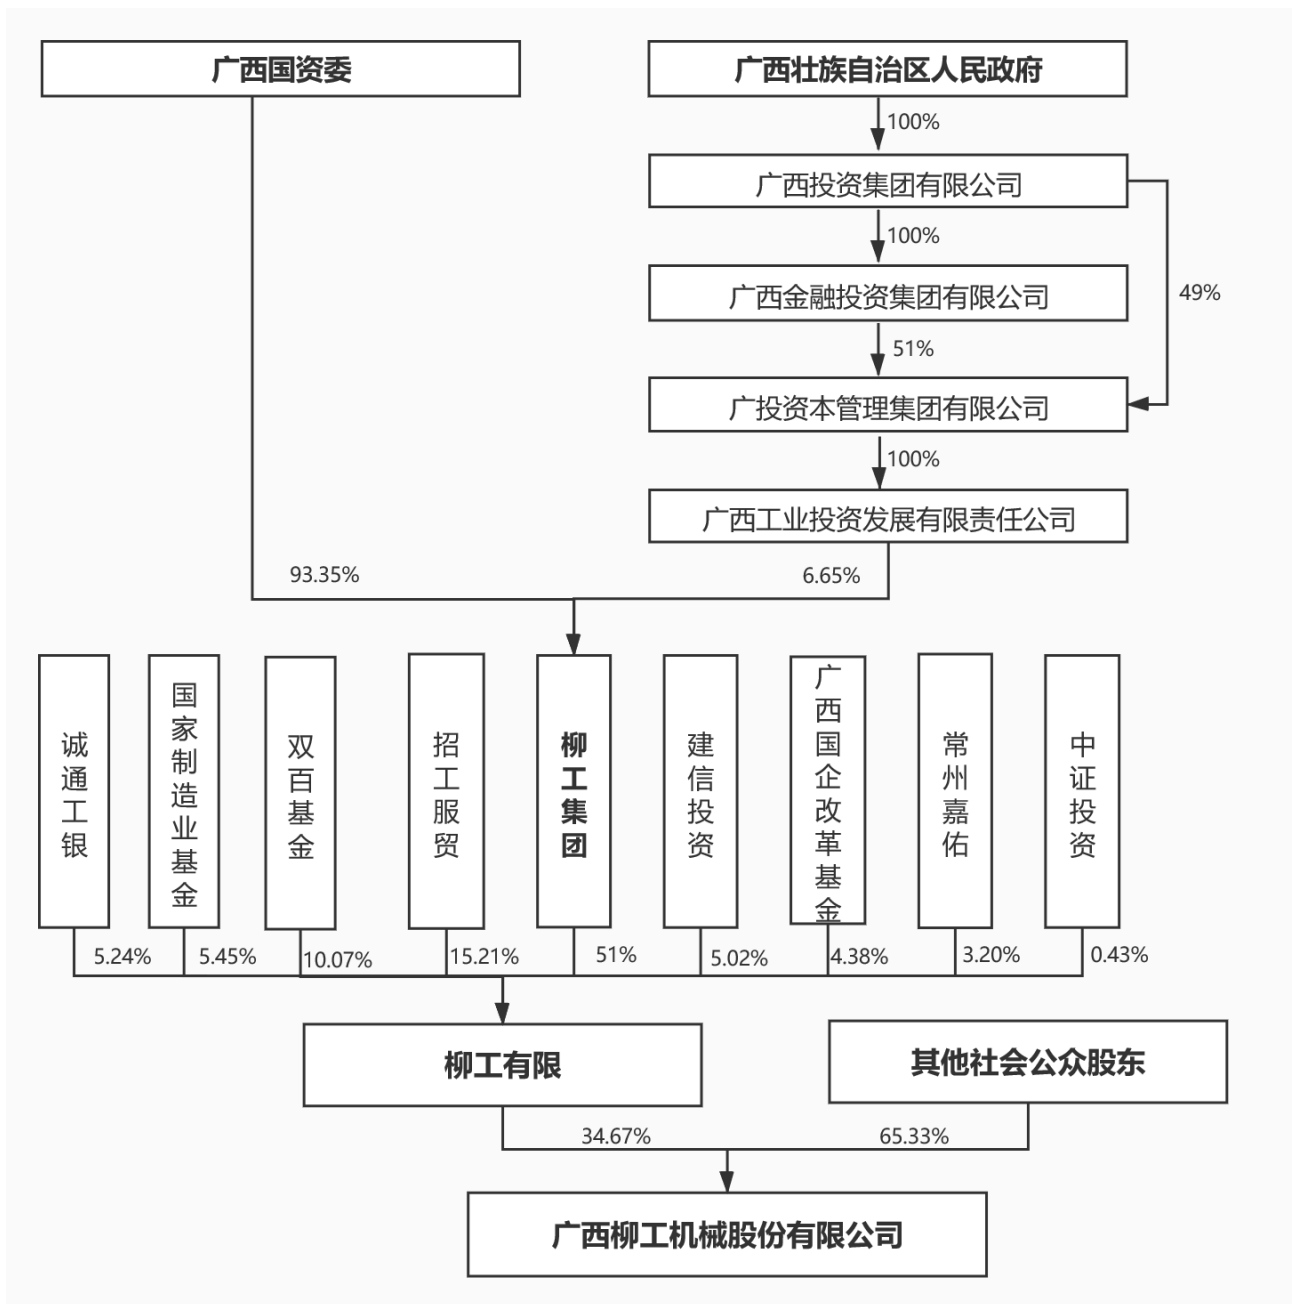 广西国资委
广西壮族自治区人民政府
100%
广西投资集团有限公司
100%
广西金融投资集团有限公司
49%
51%
广投资本管理集团有限公司
100%
广西工业投资发展有限责任公司
93.35%
6.65%
诚通工银
国家制造业基金
双百基金
招工服贸
柳工集团
建信投资
广西国企改革基金
常州嘉佑
中证投资
5.24%
5.45%
10.07%
15.21%
51%
5.02%
4.38%
3.20%
0.43%
柳工有限
其他社会公众股东
34.67%
65.33%
广西柳工机械股份有限公司